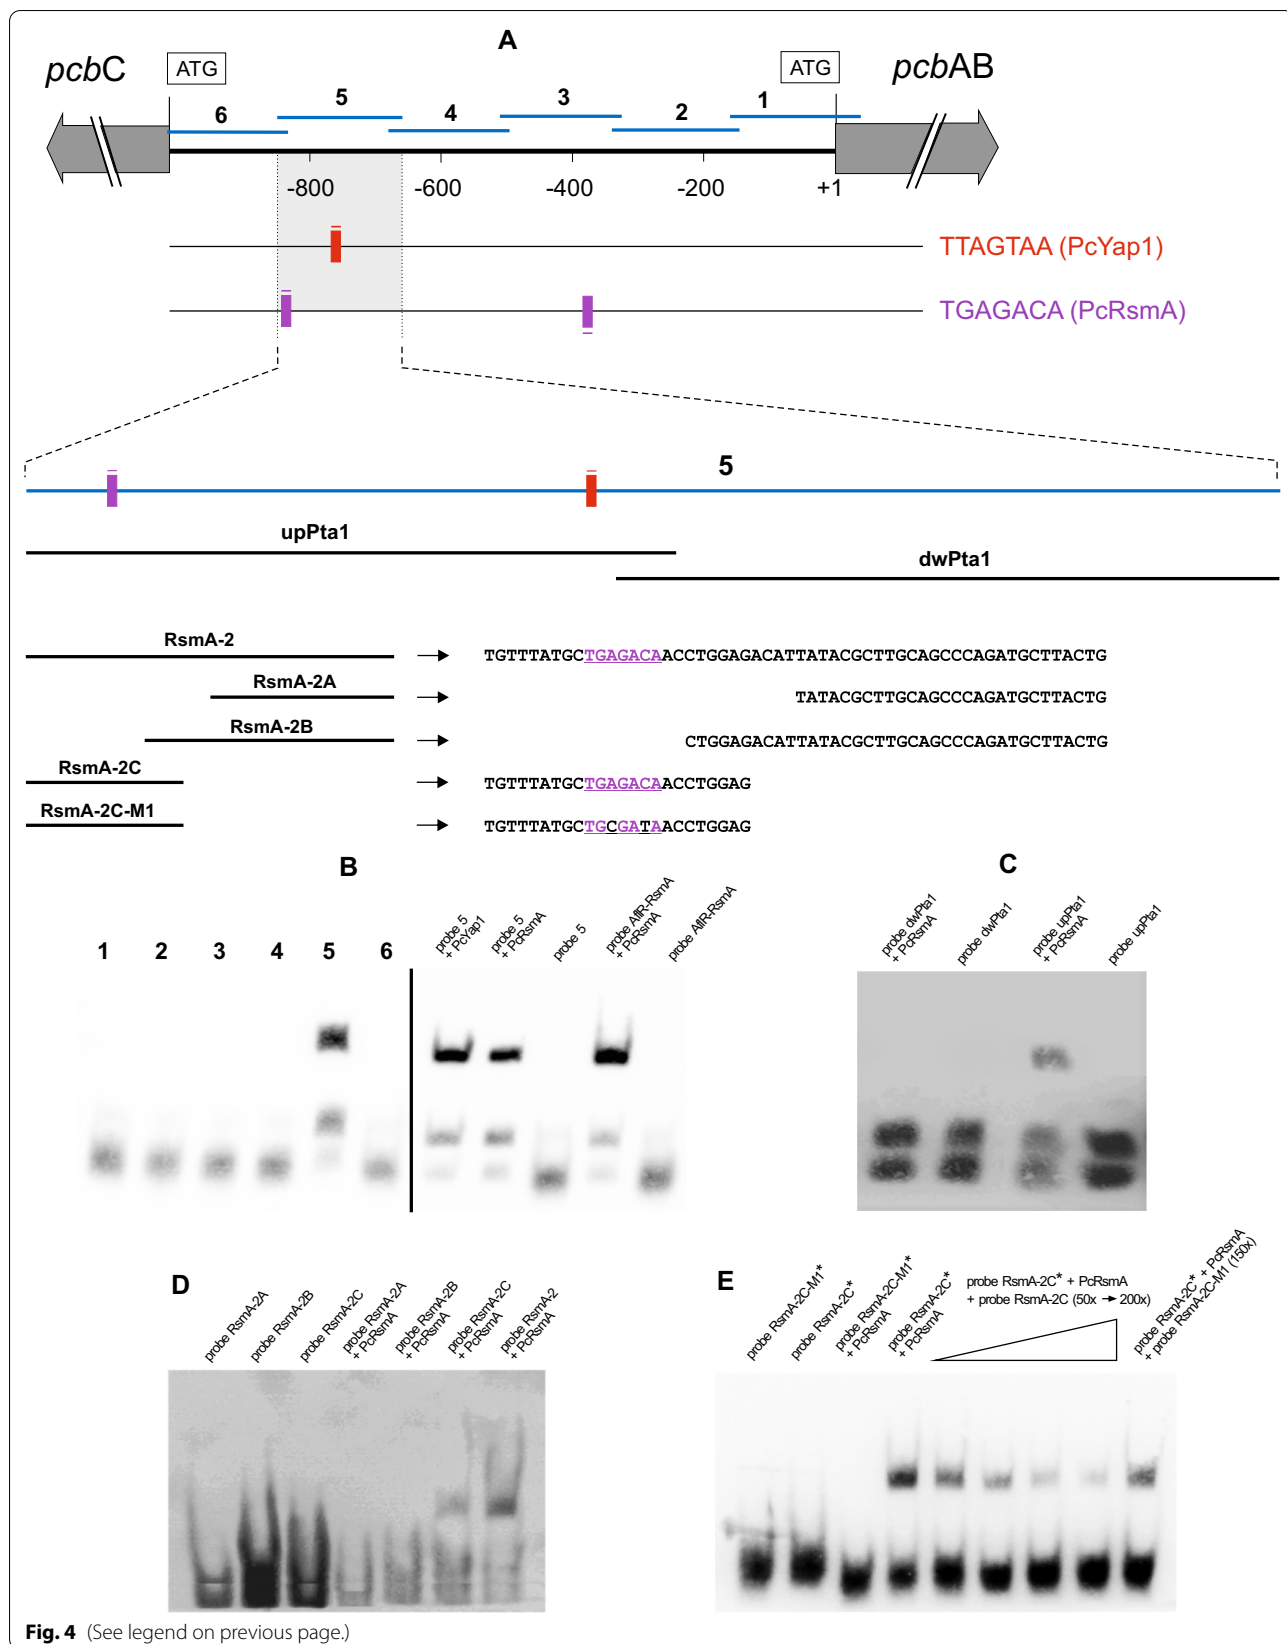 A
pcbC
ATG
ATG
pcbAB
6
5
4
3
2
1
-800
-600
-400
-200
+1
TTAGTAA (PcYap1)
TGAGACA (PcRsmA)
5
upPta1
dwPta1
RsmA-2
TGTTTATGCTGAGACAACCTGGAGACATTATACGCTTGCAGCCCAGATGCTTACTG
RsmA-2A
TATACGCTTGCAGCCCAGATGCTTACTG
RsmA-2B
CTGGAGACATTATACGCTTGCAGCCCAGATGCTTACTG
RsmA-2C
TGTTTATGCTGAGACAACCTGGAG
RsmA-2C-M1
TGTTTATGCTGCGATAACCTGGAG
B
1 2 3 4 5 6
probe 5
+ PcYap1
probe 5
+ PcRsmA
probe 5
probe AflR-RsmA
+ PcRsmA
probe AflR-RsmA
C
probe dwPta1
+ PcRsmA
probe dwPta1
probe upPta1
+ PcRsmA
probe upPta1
D
probe RsmA-2A
probe RsmA-2B
probe RsmA-2C
probe RsmA-2A
+ PcRsmA
probe RsmA-2B
+ PcRsmA
probe RsmA-2C
+ PcRsmA
probe RsmA-2
+ PcRsmA
E
probe RsmA-2C-M1*
probe RsmA-2C*
probe RsmA-2C-M1*
+ PcRsmA
probe RsmA-2C*
+ PcRsmA
probe RsmA-2C* + PcRsmA
+ probe RsmA-2C (50x → 200x)
probe RsmA-2C* + PcRsmA
+ probe RsmA-2C-M1 (150x)
Fig. 4 (See legend on previous page.)